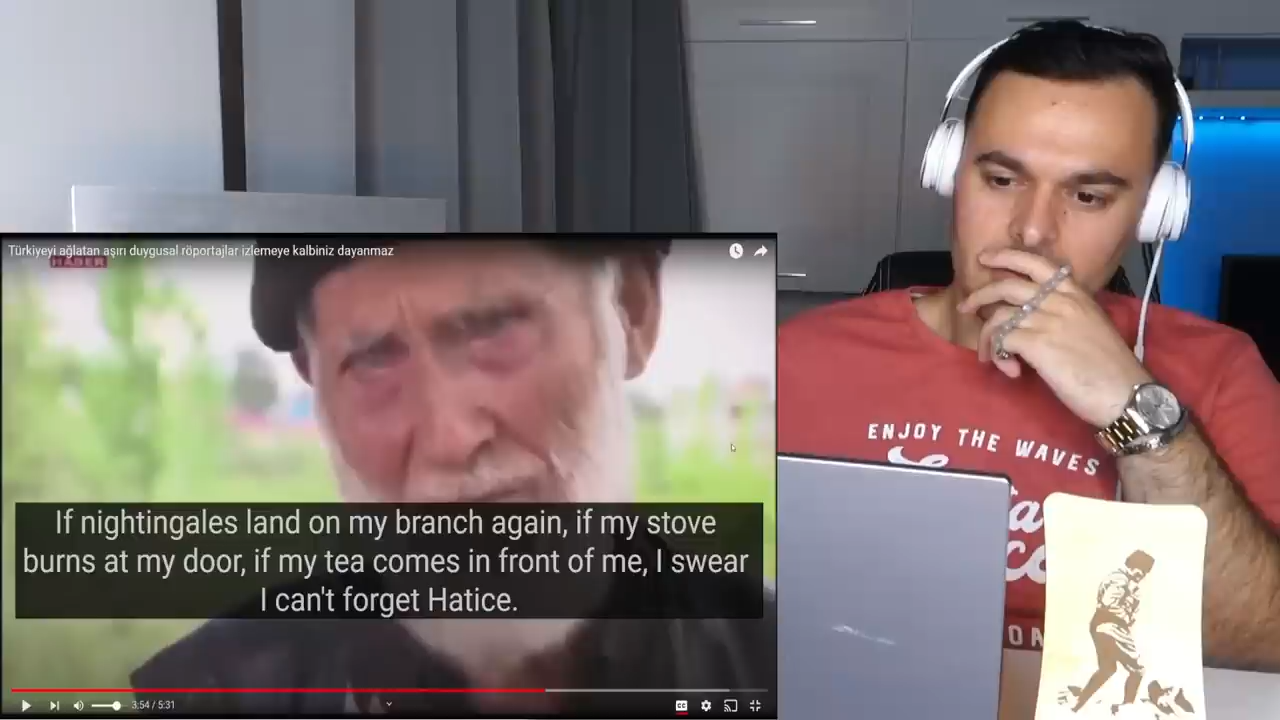 Türkiyeyi ağlatan aşırı duygusal röportajlar izlemeye kalbiniz dayanmaz
HABER
If nightingales land on my branch again, if my stove
burns at my door, if my tea comes in front of me, I swear
I can't forget Hatice.
3:54 / 5:31
CC
ENJOY THE WAVES